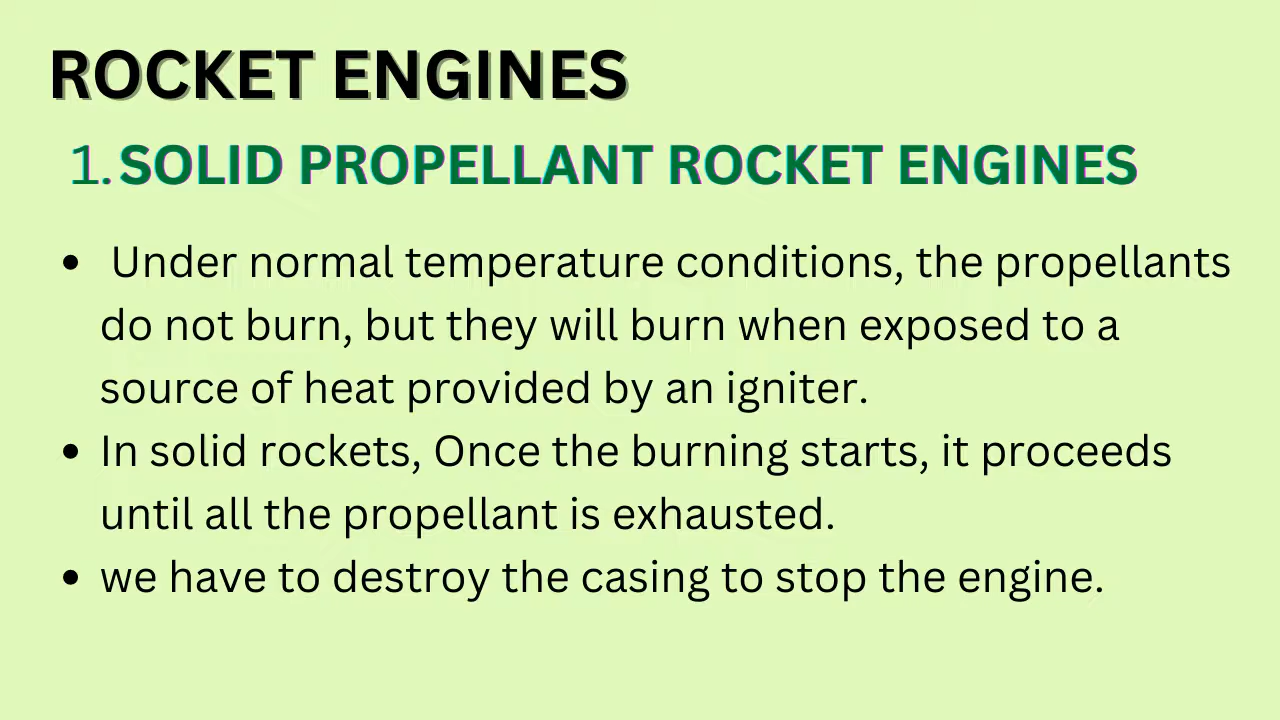 ROCKET ENGINES
1. SOLID PROPELLANT ROCKET ENGINES
• Under normal temperature conditions, the propellants
do not burn, but they will burn when exposed to a
source of heat provided by an igniter.
• In solid rockets, Once the burning starts, it proceeds
until all the propellant is exhausted.
• we have to destroy the casing to stop the engine.